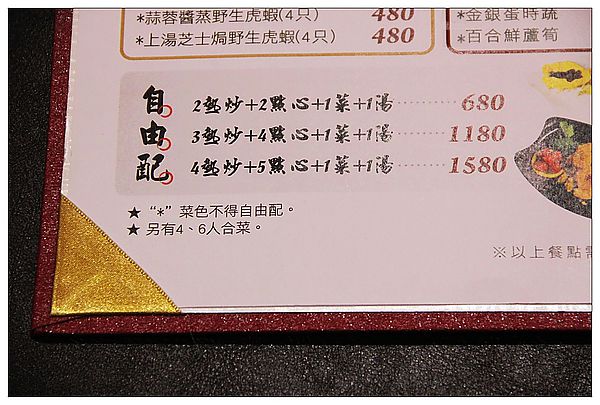 *蒜蓉醬蒸野生虎蝦(4只) 480
*上湯芝士焗野生虎蝦(4只) 480
*金銀蛋時蔬
*百合鮮蘆筍
自由配
2熱炒+2點心+1菜+1湯………680
3熱炒+4點心+1菜+1湯………1180
4熱炒+5點心+1菜+1湯………1580
★ “*”菜色不得自由配。
★ 另有4、6人合菜。
※以上餐點需